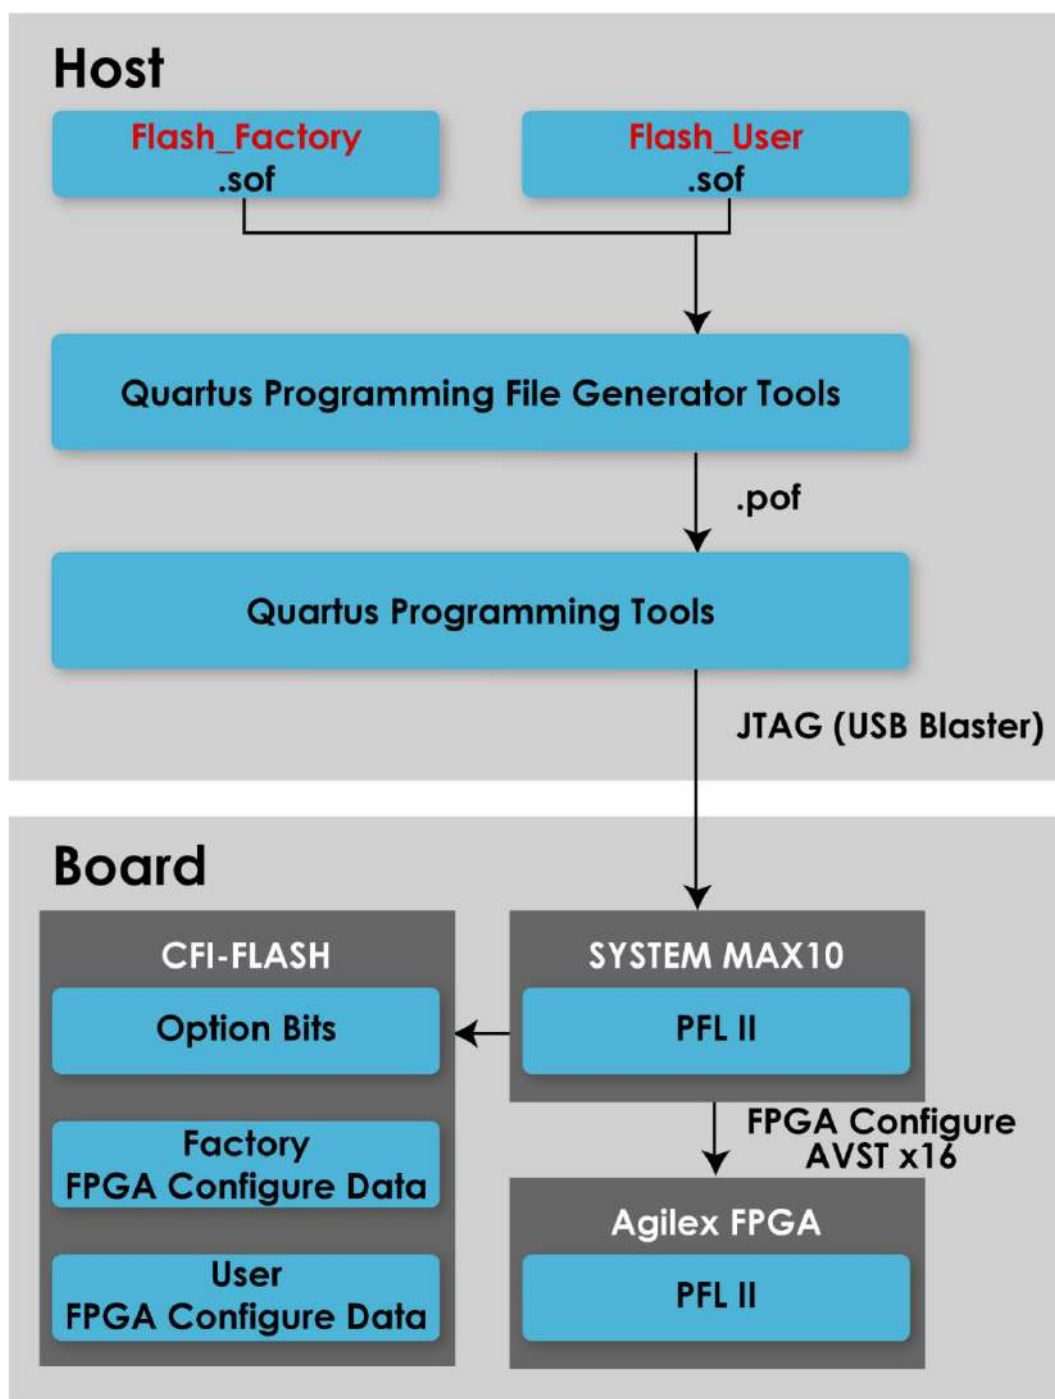 Host
Flash_Factory
.sof
Flash_User
.sof
Quartus Programming File Generator Tools
.pof
Quartus Programming Tools
JTAG (USB Blaster)
Board
CFI-FLASH
Option Bits
Factory
FPGA Configure Data
User
FPGA Configure Data
SYSTEM MAX10
PFL II
FPGA Configure
AVST x16
Agilex FPGA
PFL II